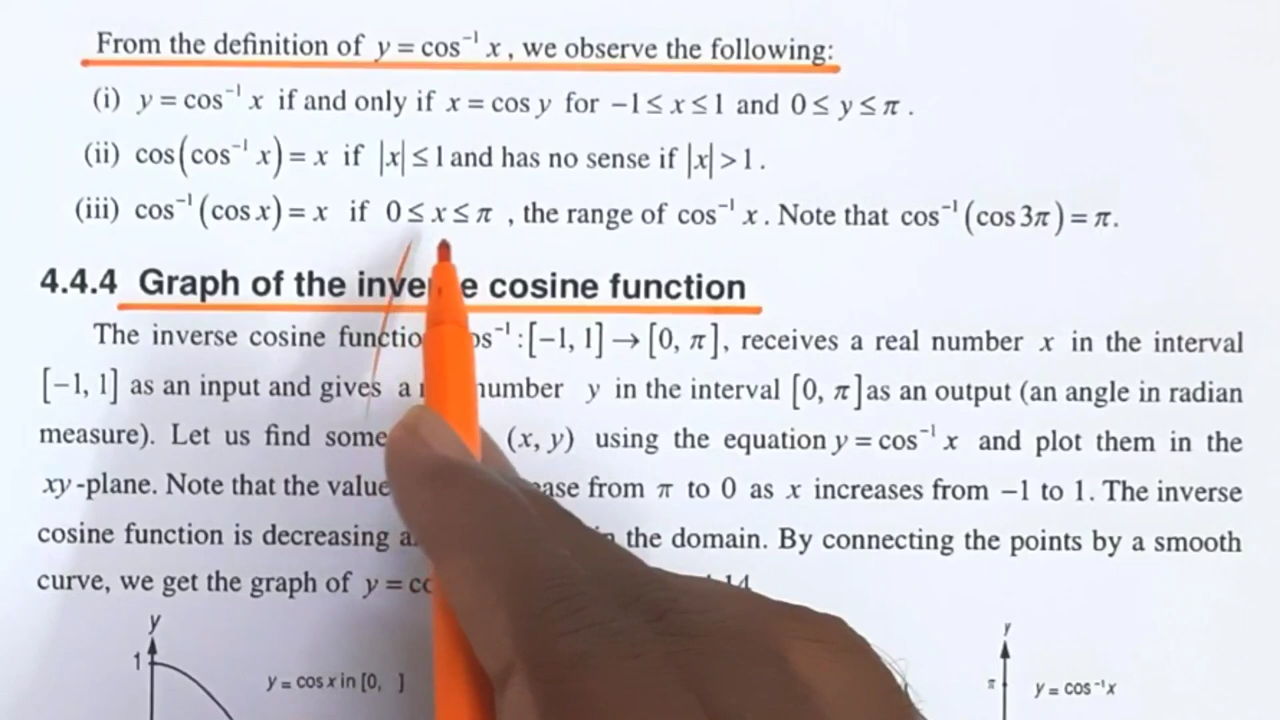 From the definition of y = cos⁻¹ x, we observe the following:
(i) y = cos⁻¹ x if and only if x = cos y for −1 ≤ x ≤ 1 and 0 ≤ y ≤ π.
(ii) cos(cos⁻¹ x) = x if |x| ≤ 1 and has no sense if |x| > 1.
(iii) cos⁻¹(cos x) = x if 0 ≤ x ≤ π, the range of cos⁻¹ x. Note that cos⁻¹(cos 3π) = π.
4.4.4 Graph of the cosine function
The inverse cosine :[−1, 1] → [0, π], receives a real number x in the interval
[−1, 1] as an input and gives a number y in the interval [0, π] as an output (an angle in radian
measure). Let us find some (x, y) using the equation y = cos⁻¹ x and plot them in the
xy-plane. Note that the from π to 0 as x increases from −1 to 1. The inverse
cosine function is decreasing the domain. By connecting the points by a smooth
curve, we get the graph of y =
y
1
y = cos x in [0, ]
y
π
y = cos⁻¹x